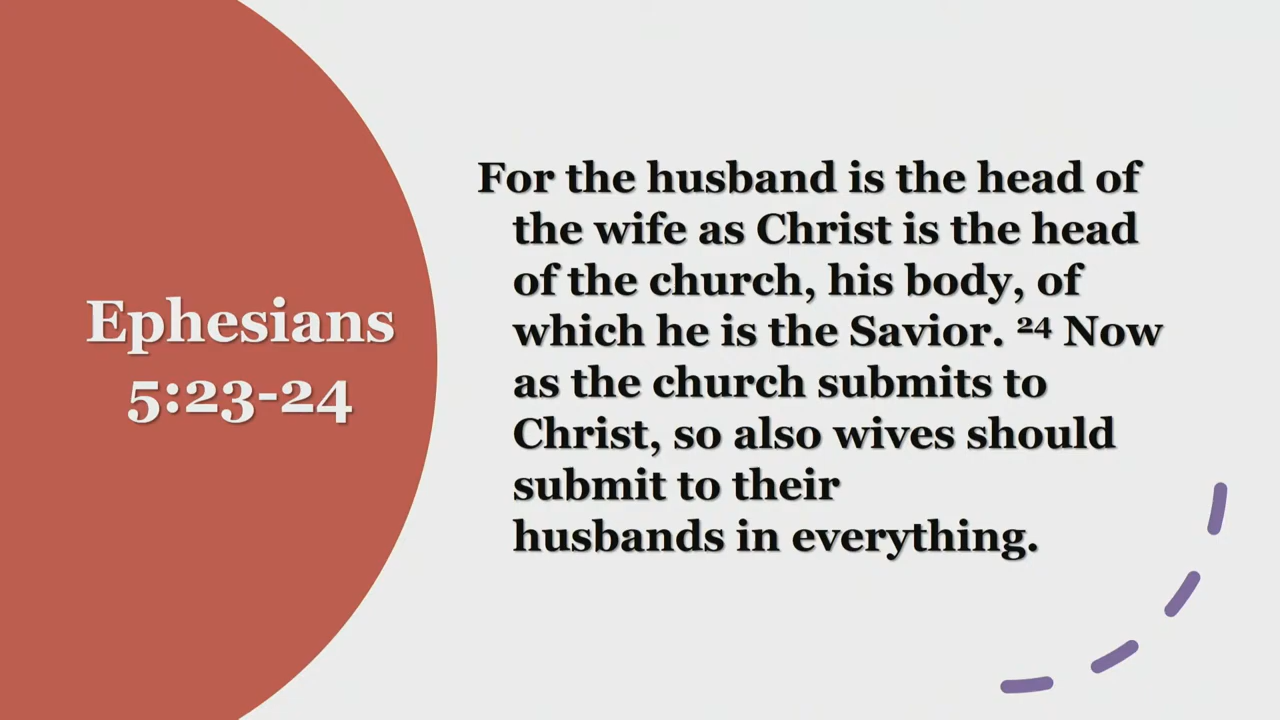 Ephesians
5:23-24
For the husband is the head of
the wife as Christ is the head
of the church, his body, of
which he is the Savior. ²⁴ Now
as the church submits to
Christ, so also wives should
submit to their
husbands in everything.